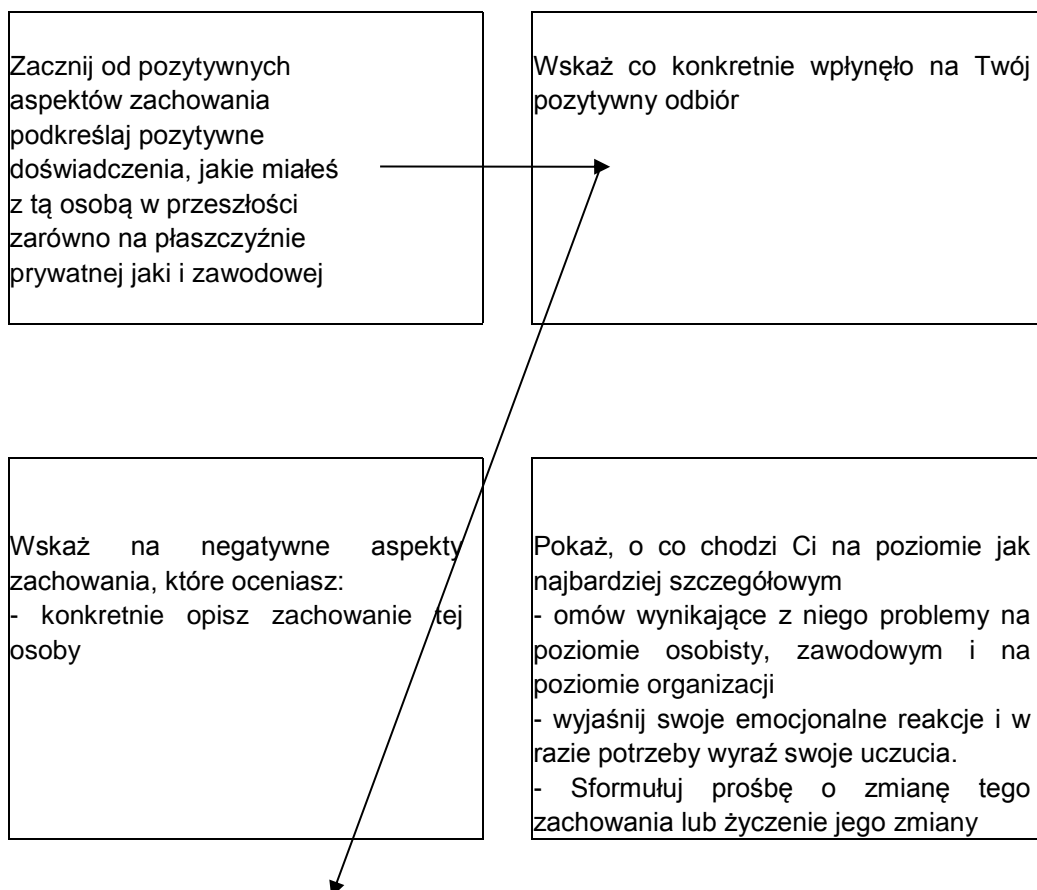 Zacznij od pozytywnych
aspektów zachowania
podkreślaj pozytywne
doświadczenia, jakie miałeś
z tą osobą w przeszłości
zarówno na płaszczyźnie
prywatnej jaki i zawodowej
Wskaż co konkretnie wpłynęło na Twój
pozytywny odbiór
Wskaż na negatywne aspekty
zachowania, które oceniasz:
- konkretnie opisz zachowanie tej
osoby
Pokaż, o co chodzi Ci na poziomie jak
najbardziej szczegółowym
- omów wynikające z niego problemy na
poziomie osobisty, zawodowym i na
poziomie organizacji
- wyjaśnij swoje emocjonalne reakcje i w
razie potrzeby wyraź swoje uczucia.
- Sformułuj prośbę o zmianę tego
zachowania lub życzenie jego zmiany